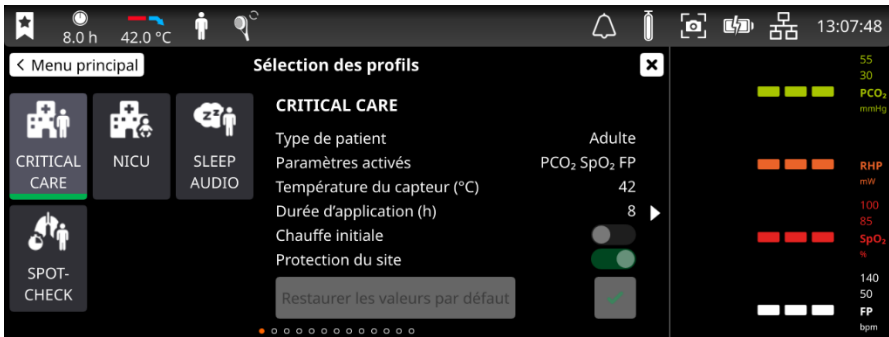 8.0 h
42.0 °C
13:07:48
< Menu principal
Sélection des profils
CRITICAL CARE
NICU
SLEEP AUDIO
SPOT-CHECK
CRITICAL CARE
Type de patient Adulte
Paramètres activés PCO₂ SpO₂ FP
Température du capteur (°C) 42
Durée d'application (h) 8
Chauffe initiale
Protection du site
Restaurer les valeurs par défaut
55
30
PCO₂
mmHg
RHP
mW
100
85
SpO₂
%
140
50
FP
bpm